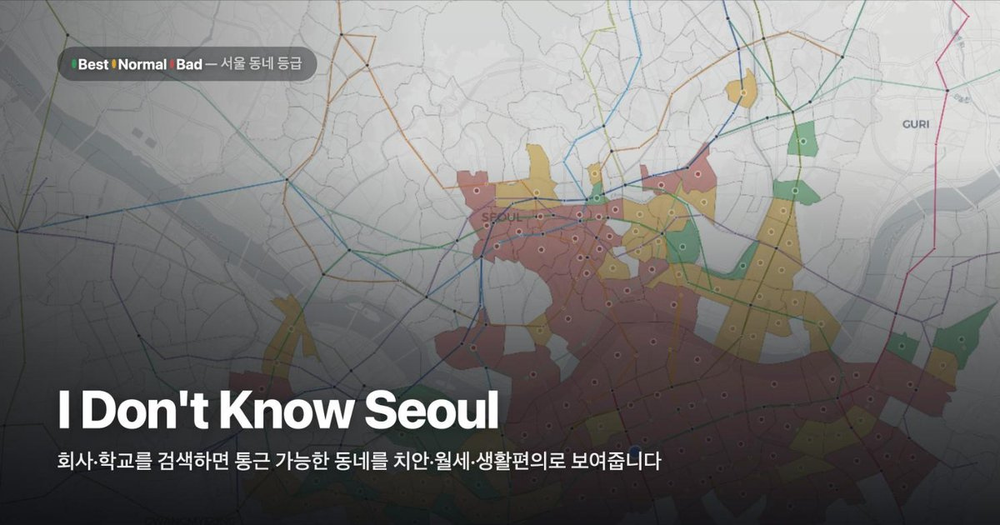 Best Normal Bad — 서울 동네 등급
GURI
SEOUL
I Don't Know Seoul
회사·학교를 검색하면 통근 가능한 동네를 치안·월세·생활편의로 보여줍니다